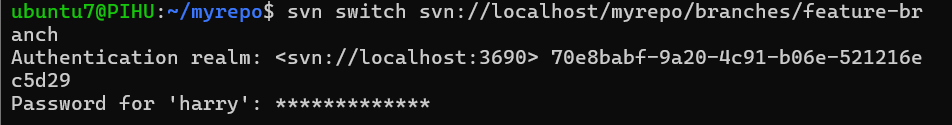 ubuntu7@PIHU:~/myrepo$ svn switch svn://localhost/myrepo/branches/feature-br
anch
Authentication realm: <svn://localhost:3690> 70e8babf-9a20-4c91-b06e-521216e
c5d29
Password for 'harry': *************